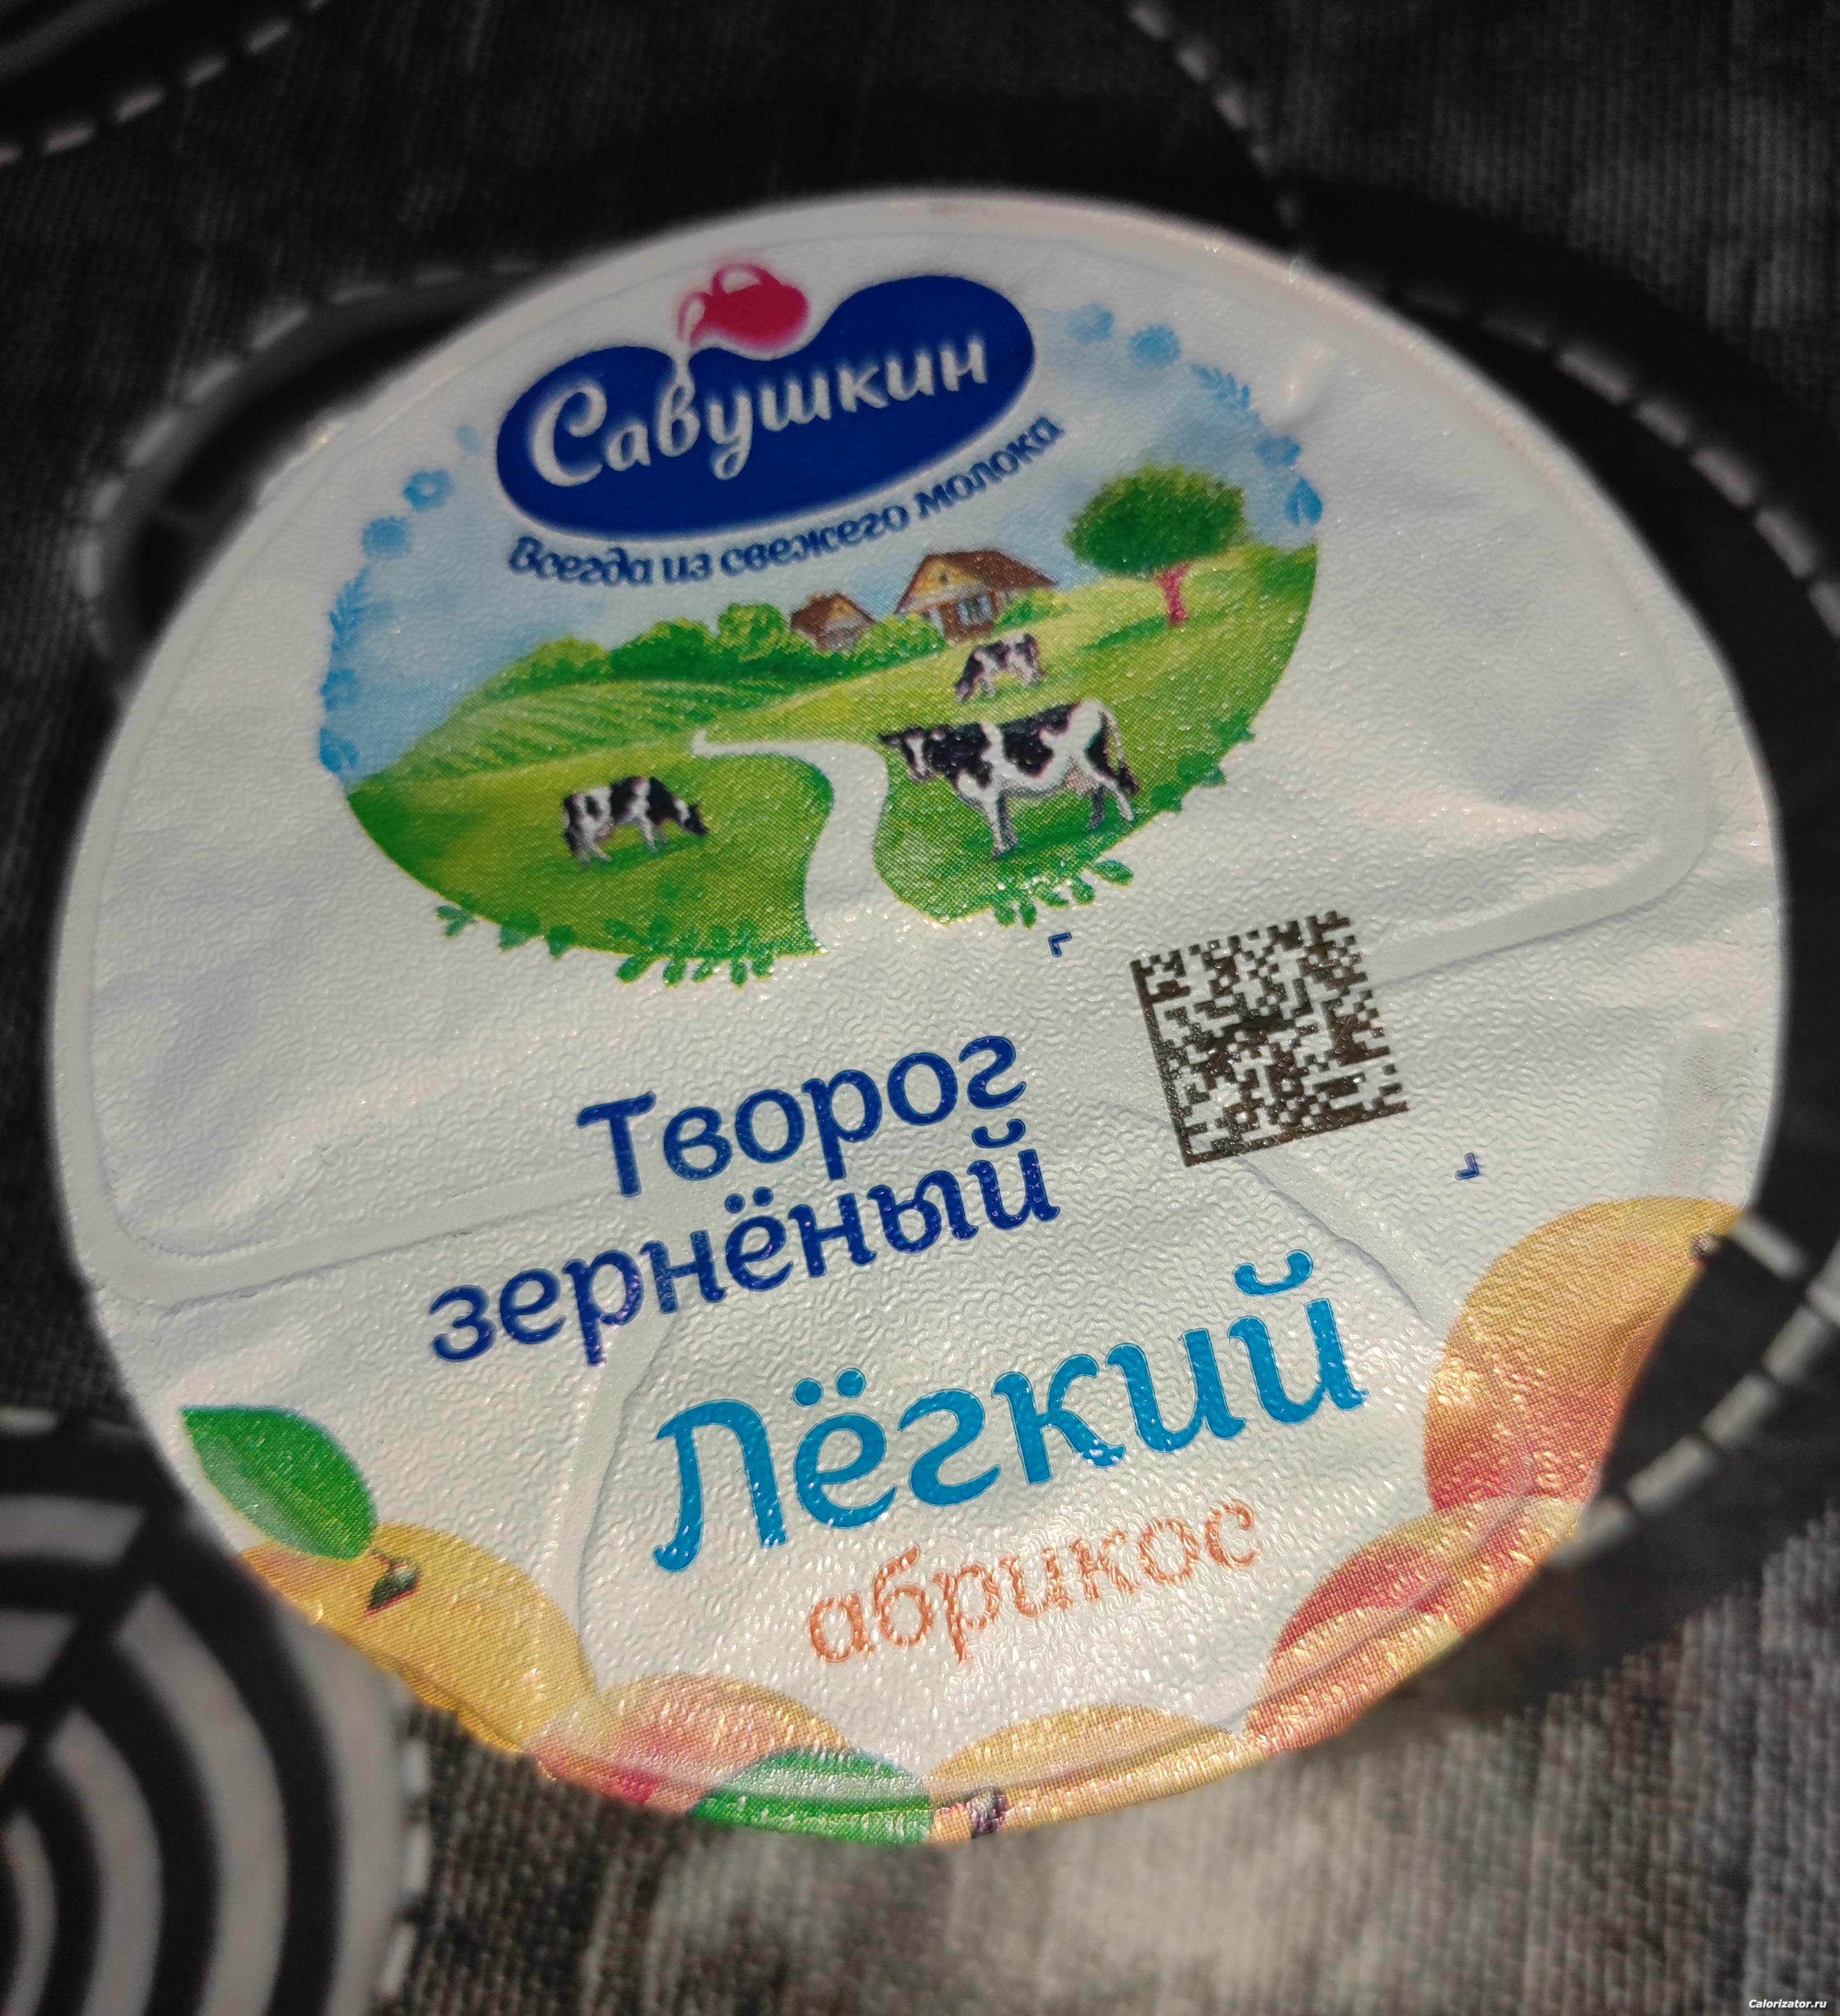 Савушкин
Всегда из свежего молока
Творог
зернёный
Лёгкий
абрикос
Calorizator.ru